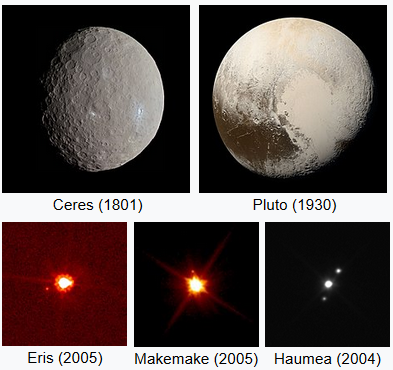 Ceres (1801)
Pluto (1930)
Eris (2005)
Makemake (2005)
Haumea (2004)